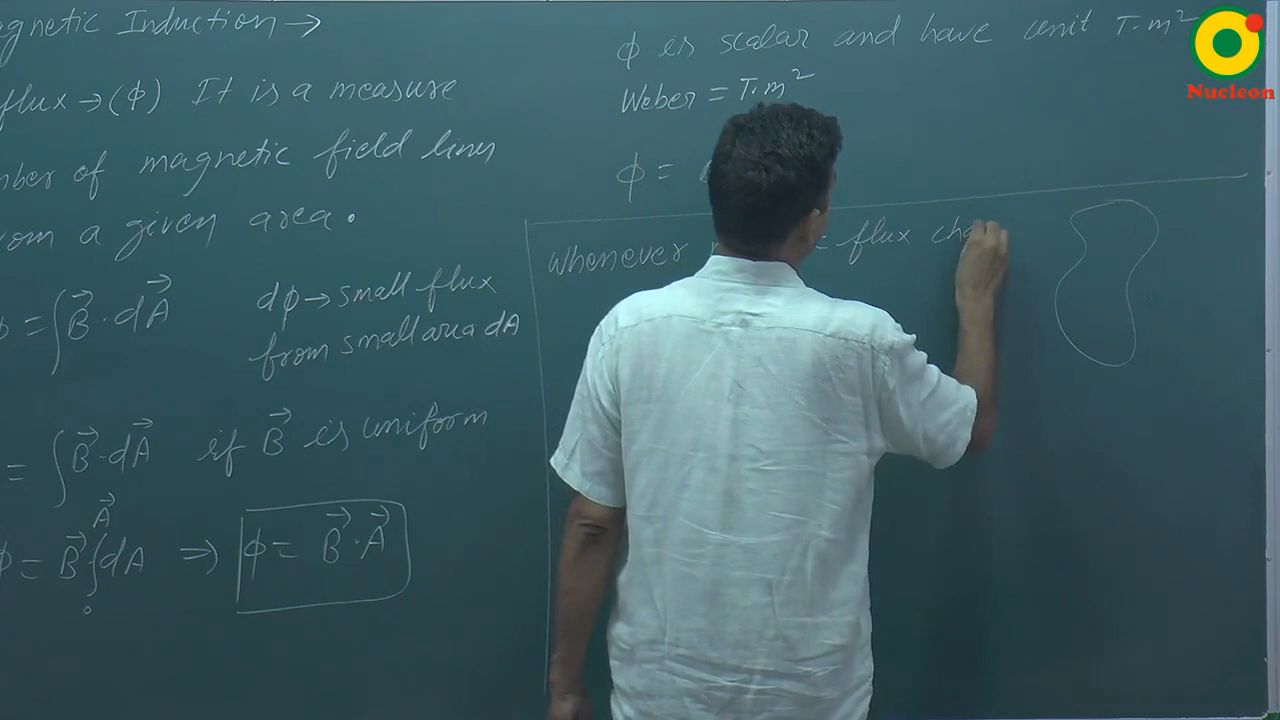 gnetic Induction →
flux → (ϕ) It is a measure
mber of magnetic field lines
rom a given area.
ϕ = ∫ B⃗ · dA⃗ dϕ → small flux
from small area dA
= ∫ B⃗ · dA⃗ if B⃗ is uniform
ϕ = B⃗ ∫₀^A⃗ dA ⇒ ϕ = B⃗ · A⃗
ϕ is scalar and have unit T·m²
Weber = T·m²
ϕ =
Whenever flux cha
Nucleon